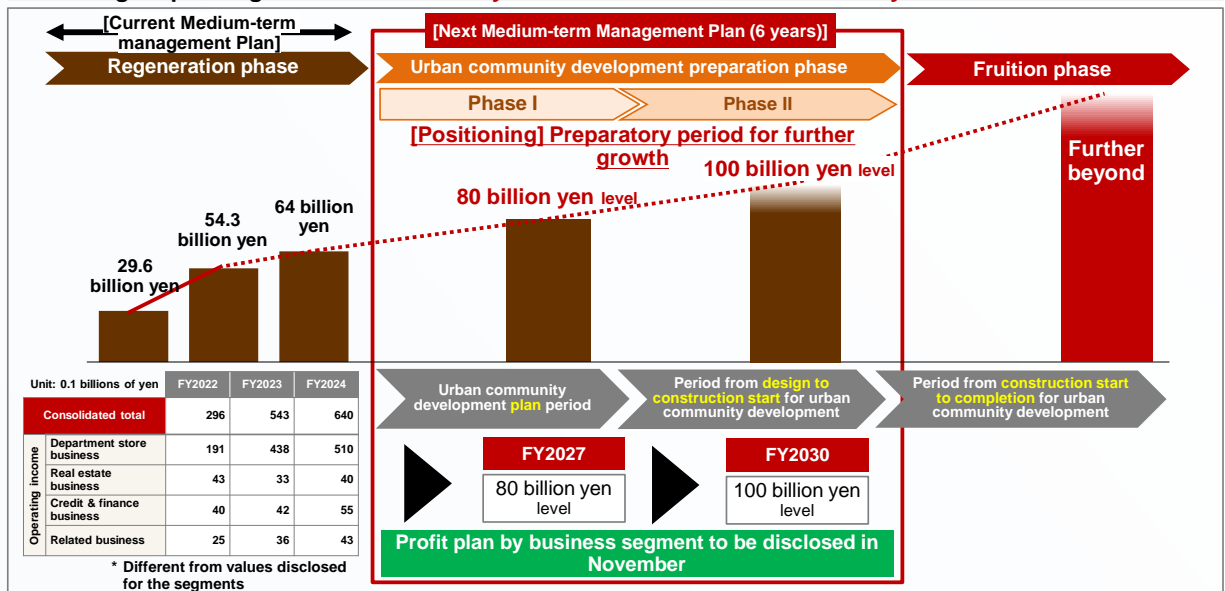 [Current Medium-term
management Plan]
[Next Medium-term Management Plan (6 years)]
Regeneration phase
Urban community development preparation phase
Fruition phase
Phase I
Phase II
[Positioning] Preparatory period for further
growth
29.6
billion yen
54.3
billion yen
64 billion
yen
80 billion yen level
100 billion yen level
Further
beyond
Unit: 0.1 billions of yen FY2022 FY2023 FY2024
Consolidated total 296 543 640
Operating income
Department store
business 191 438 510
Real estate
business 43 33 40
Credit & finance
business 40 42 55
Related business 25 36 43
* Different from values disclosed
for the segments
Urban community
development plan period
Period from design to
construction start for urban
community development
Period from construction start
to completion for urban
community development
FY2027
80 billion yen
level
FY2030
100 billion yen
level
Profit plan by business segment to be disclosed in
November